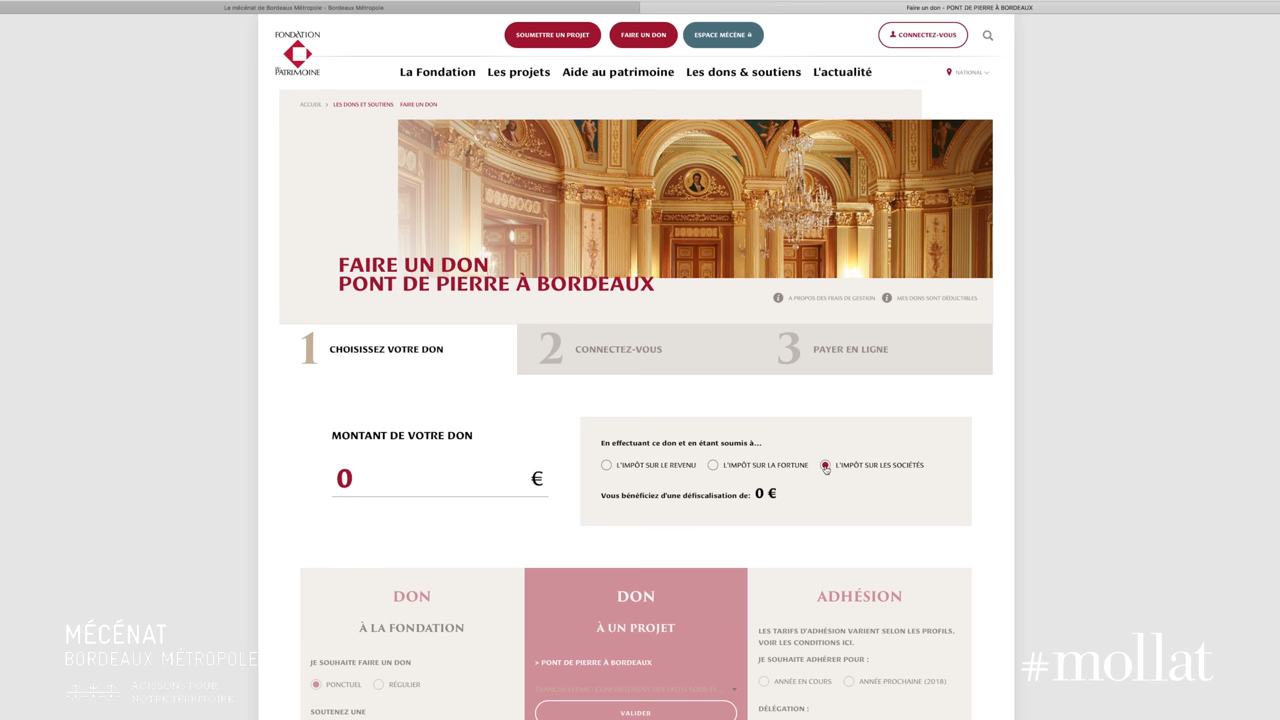 Le mécénat de Bordeaux Métropole - Bordeaux Métropole
Faire un don - PONT DE PIERRE À BORDEAUX
FONDATION
DU PATRIMOINE
SOUMETTRE UN PROJET
FAIRE UN DON
ESPACE MÉCÈNE
CONNECTEZ-VOUS
La Fondation
Les projets
Aide au patrimoine
Les dons & soutiens
L'actualité
NATIONAL
ACCUEIL > LES DONS ET SOUTIENS FAIRE UN DON
FAIRE UN DON
PONT DE PIERRE À BORDEAUX
A PROPOS DES FRAIS DE GESTION
MES DONS SONT DÉDUCTIBLES
1 CHOISISSEZ VOTRE DON
2 CONNECTEZ-VOUS
3 PAYER EN LIGNE
MONTANT DE VOTRE DON
0 €
En effectuant ce don et en étant soumis à...
L'IMPÔT SUR LE REVENU
L'IMPÔT SUR LA FORTUNE
L'IMPÔT SUR LES SOCIÉTÉS
Vous bénéficiez d'une défiscalisation de: 0 €
DON
À LA FONDATION
JE SOUHAITE FAIRE UN DON
PONCTUEL
RÉGULIER
SOUTENEZ UNE
DON
À UN PROJET
> PONT DE PIERRE À BORDEAUX
VALIDER
ADHÉSION
LES TARIFS D'ADHÉSION VARIENT SELON LES PROFILS.
VOIR LES CONDITIONS ICI.
JE SOUHAITE ADHÉRER POUR :
ANNÉE EN COURS
ANNÉE PROCHAINE (2018)
DÉLÉGATION :
MÉCÉNAT
BORDEAUX MÉTROPOLE
AGISSONS POUR
NOTRE TERRITOIRE
#mollat